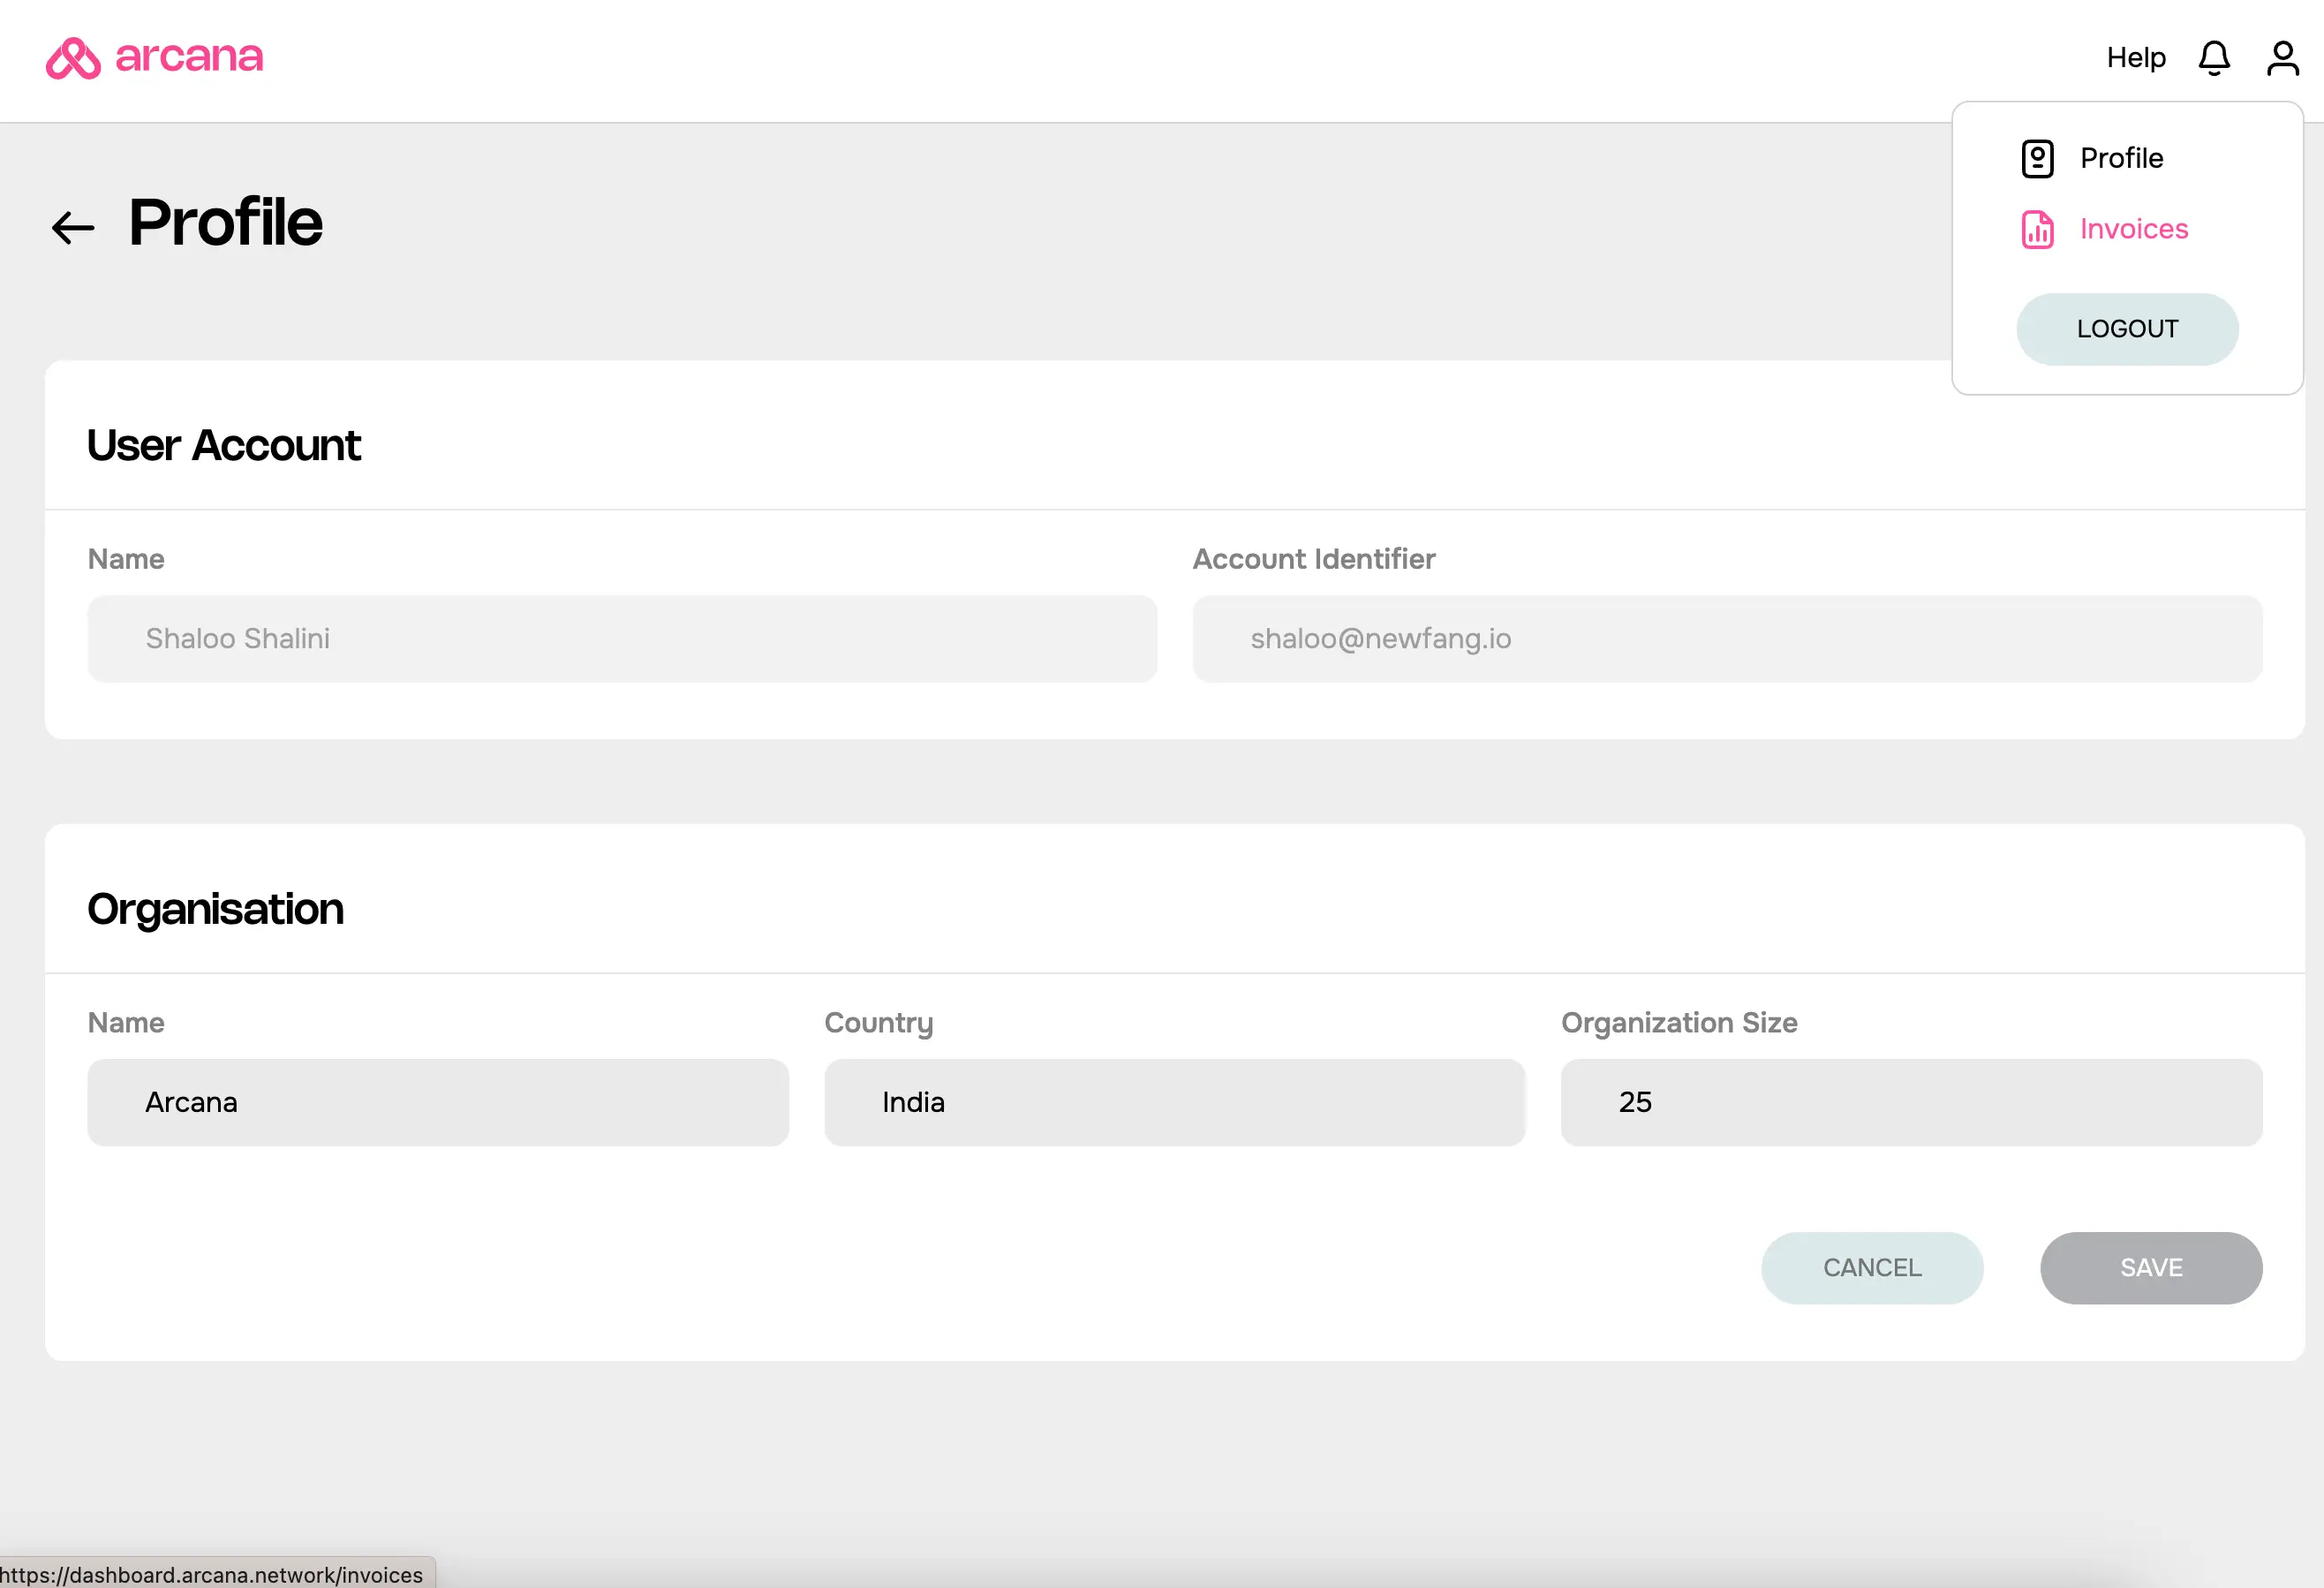 arcana
Help
Profile
Invoices
LOGOUT
Profile
User Account
Name
Account Identifier
Shaloo Shalini
shaloo@newfang.io
Organisation
Name
Country
Organization Size
Arcana
India
25
CANCEL
SAVE
https://dashboard.arcana.network/invoices